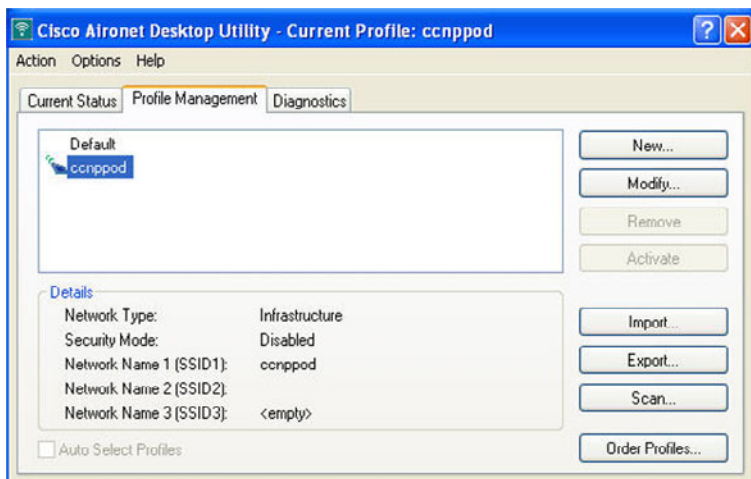 Cisco Aironet Desktop Utility - Current Profile: ccnppod
Action Options Help
Current Status Profile Management Diagnostics
Default
ccnppod
New...
Modify...
Remove
Activate
Details
Network Type: Infrastructure
Security Mode: Disabled
Network Name 1 (SSID1): ccnppod
Network Name 2 (SSID2):
Network Name 3 (SSID3): <empty>
Import...
Export...
Scan...
Auto Select Profiles
Order Profiles...